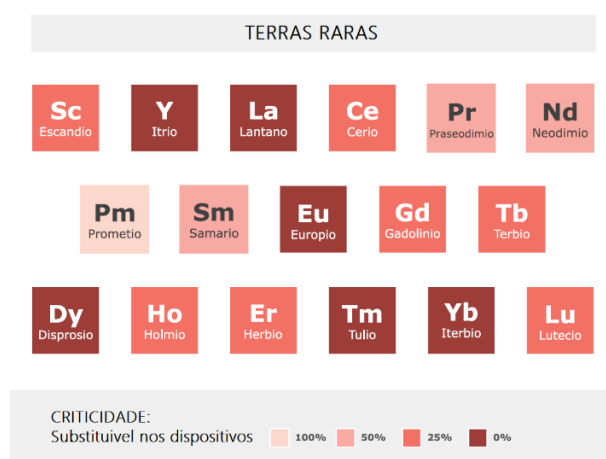 TERRAS RARAS
Sc Y La Ce Pr Nd
Escandio Itrio Lantano Cerio Praseodimio Neodimio
Pm Sm Eu Gd Tb
Prometio Samario Europio Gadolinio Terbio
Dy Ho Er Tm Yb Lu
Disprosio Holmio Herbio Tulio Iterbio Lutecio
CRITICIDADE:
Substituivel nos dispositivos 100% 50% 25% 0%